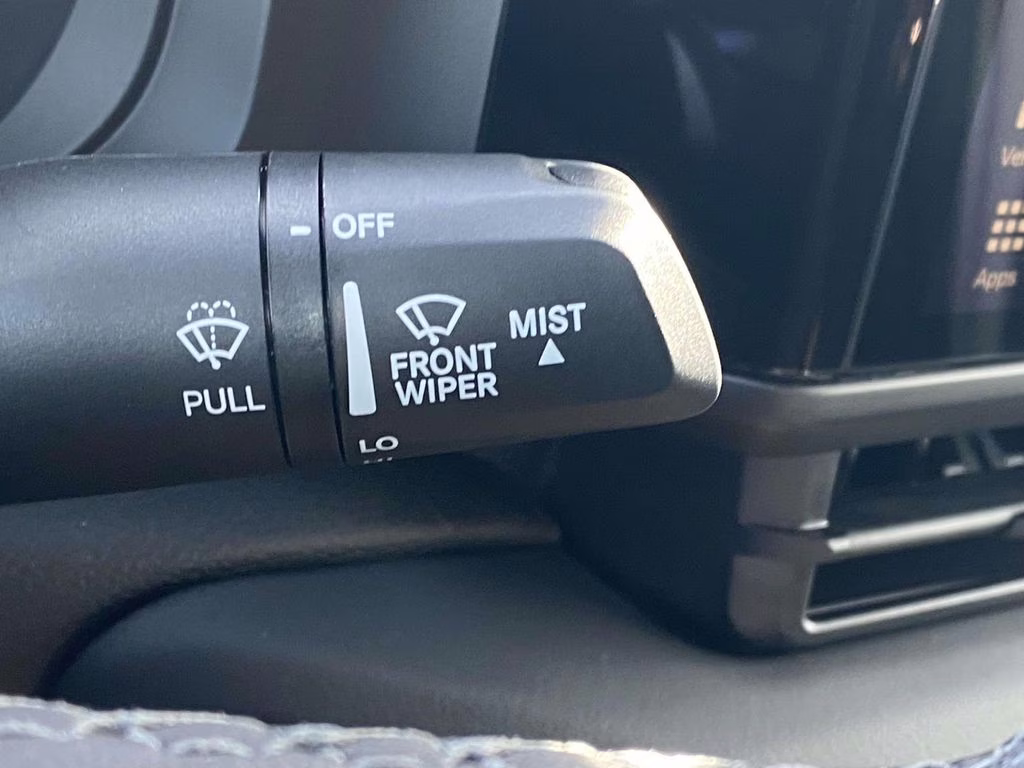 OFF
MIST
FRONT
WIPER
PULL
LO
Apps